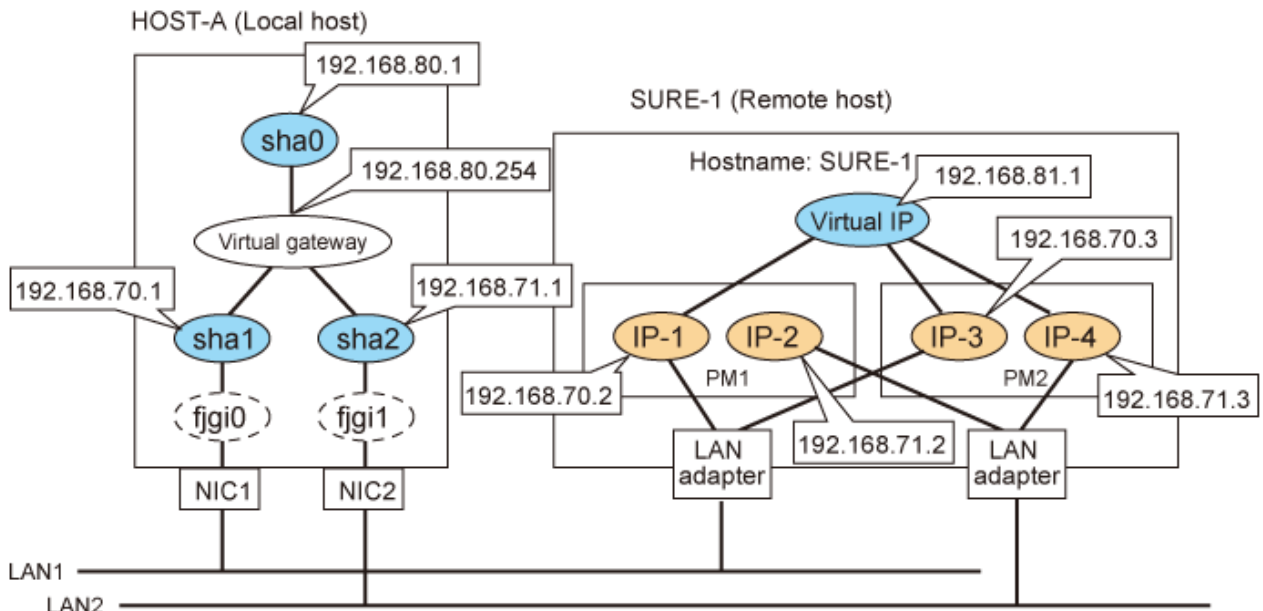 HOST-A (Local host)
192.168.80.1
SURE-1 (Remote host)
sha0
192.168.80.254
Hostname: SURE-1
192.168.81.1
Virtual IP
Virtual gateway
192.168.70.3
192.168.70.1
192.168.71.1
sha1
sha2
IP-1
IP-2
IP-3
IP-4
PM1
PM2
192.168.70.2
192.168.71.3
fjgi0
fjgi1
192.168.71.2
LAN
adapter
LAN
adapter
NIC1
NIC2
LAN1
LAN2